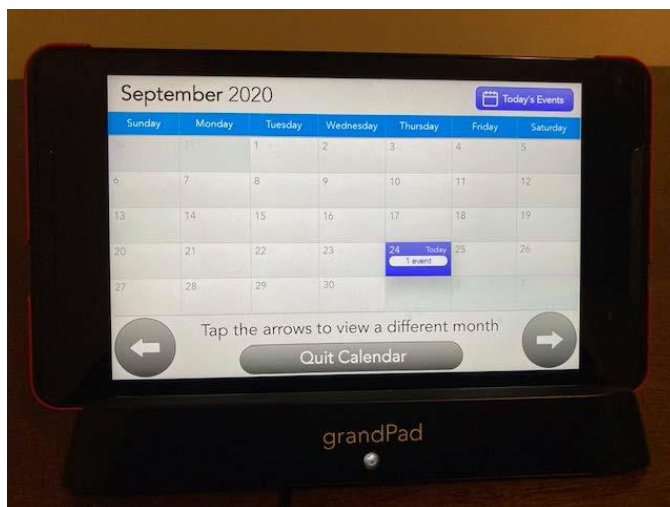 September 2020
Today's Events
Sunday Monday Tuesday Wednesday Thursday Friday Saturday
30 31 1 2 3 4 5
6 7 8 9 10 11 12
13 14 15 16 17 18 19
20 21 22 23 24 Today 25 26
1 event
27 28 29 30
Tap the arrows to view a different month
Quit Calendar
grandPad